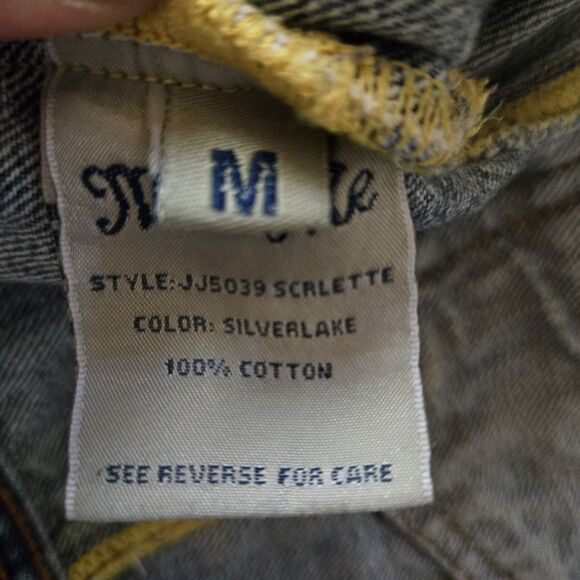 M
STYLE:JJ5039 SCRLETTE
COLOR: SILVERLAKE
100% COTTON
SEE REVERSE FOR CARE